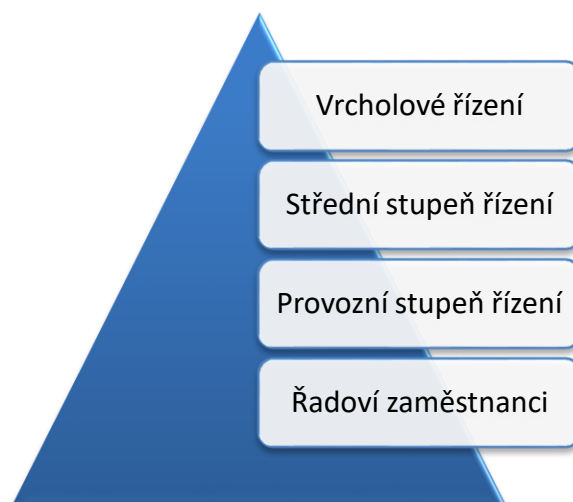 Vrcholové řízení
Střední stupeň řízení
Provozní stupeň řízení
Řadoví zaměstnanci